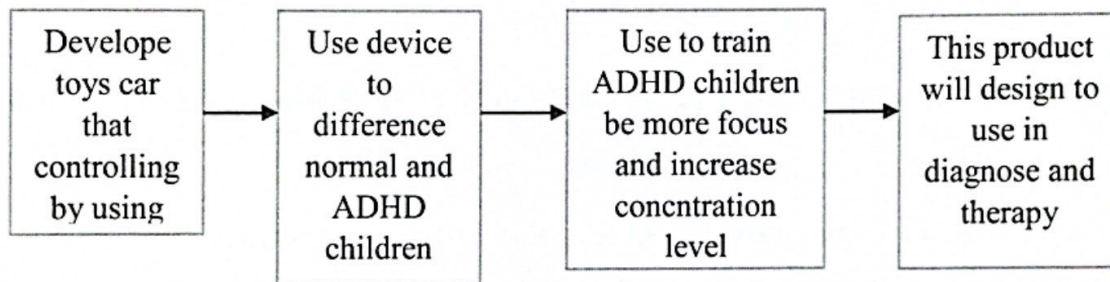 Develope
toys car
that
controlling
by using
Use device
to
difference
normal and
ADHD
children
Use to train
ADHD children
be more focus
and increase
concntration
level
This product
will design to
use in
diagnose and
therapy